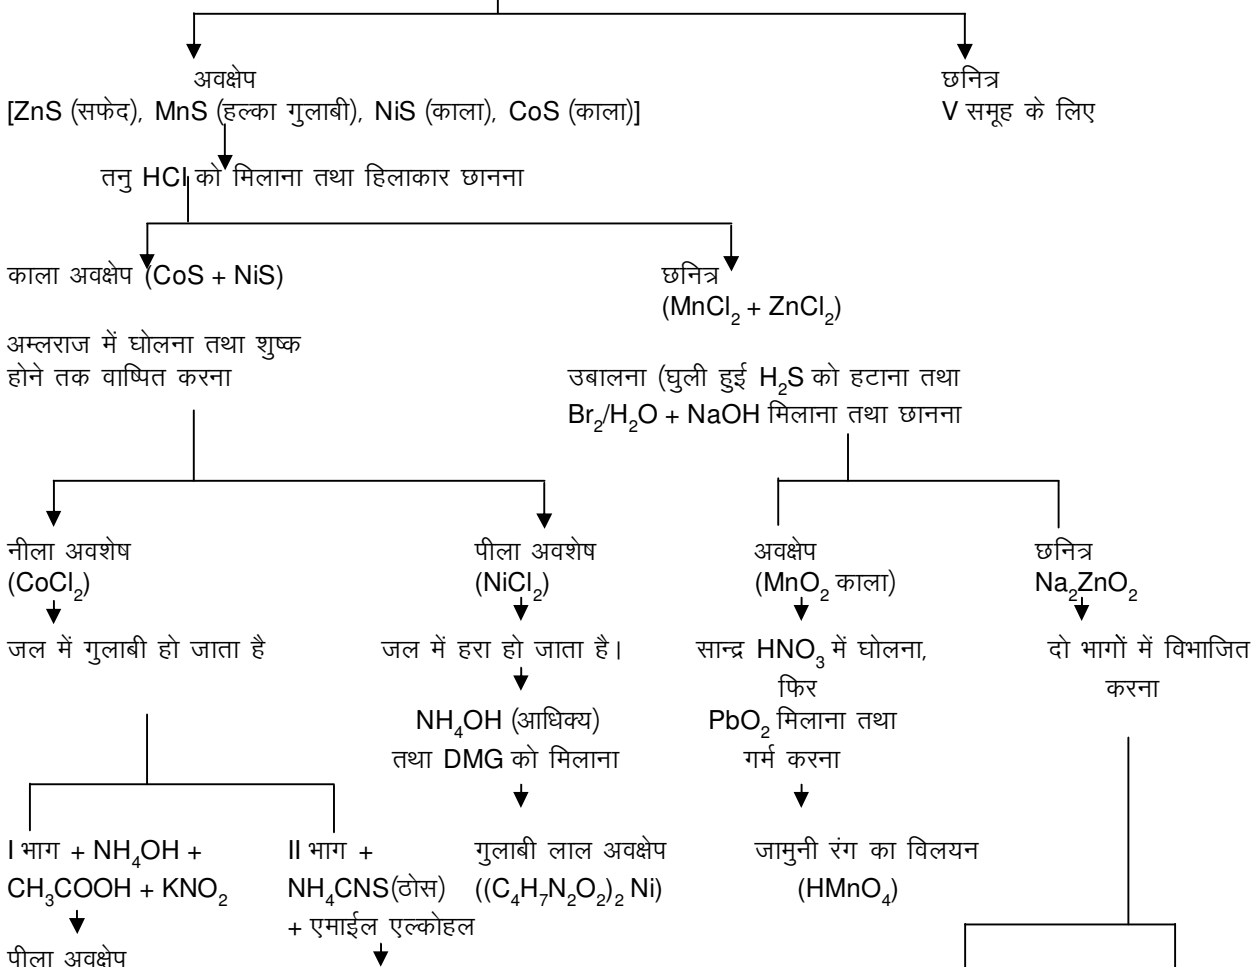 अवक्षेप
छनित्र
[ZnS (सफेद), MnS (हल्का गुलाबी), NiS (काला), CoS (काला)]
V समूह के लिए
तनु HCl को मिलाना तथा हिलाकार छानना
काला अवक्षेप (CoS + NiS)
छनित्र
(MnCl₂ + ZnCl₂)
अम्लराज में घोलना तथा शुष्क
होने तक वाष्पित करना
उबालना (घुली हुई H₂S को हटाना तथा
Br₂/H₂O + NaOH मिलाना तथा छानना
नीला अवशेष
(CoCl₂)
पीला अवशेष
(NiCl₂)
अवक्षेप
(MnO₂ काला)
छनित्र
Na₂ZnO₂
जल में गुलाबी हो जाता है
जल में हरा हो जाता है।
सान्द्र HNO₃ में घोलना,
फिर
PbO₂ मिलाना तथा
गर्म करना
दो भागों में विभाजित
करना
NH₄OH (आधिक्य)
तथा DMG को मिलाना
I भाग + NH₄OH +
CH₃COOH + KNO₂
II भाग +
NH₄CNS(ठोस)
+ एमाईल एल्कोहल
गुलाबी लाल अवक्षेप
((C₄H₇N₂O₂)₂ Ni)
जामुनी रंग का विलयन
(HMnO₄)
पीला अवक्षेप